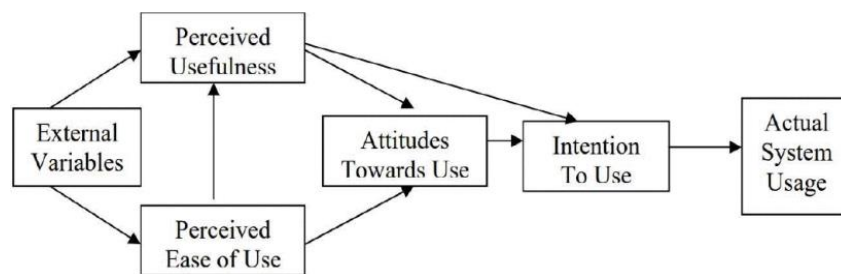 Perceived
Usefulness
External
Variables
Attitudes
Towards Use
Intention
To Use
Actual
System
Usage
Perceived
Ease of Use